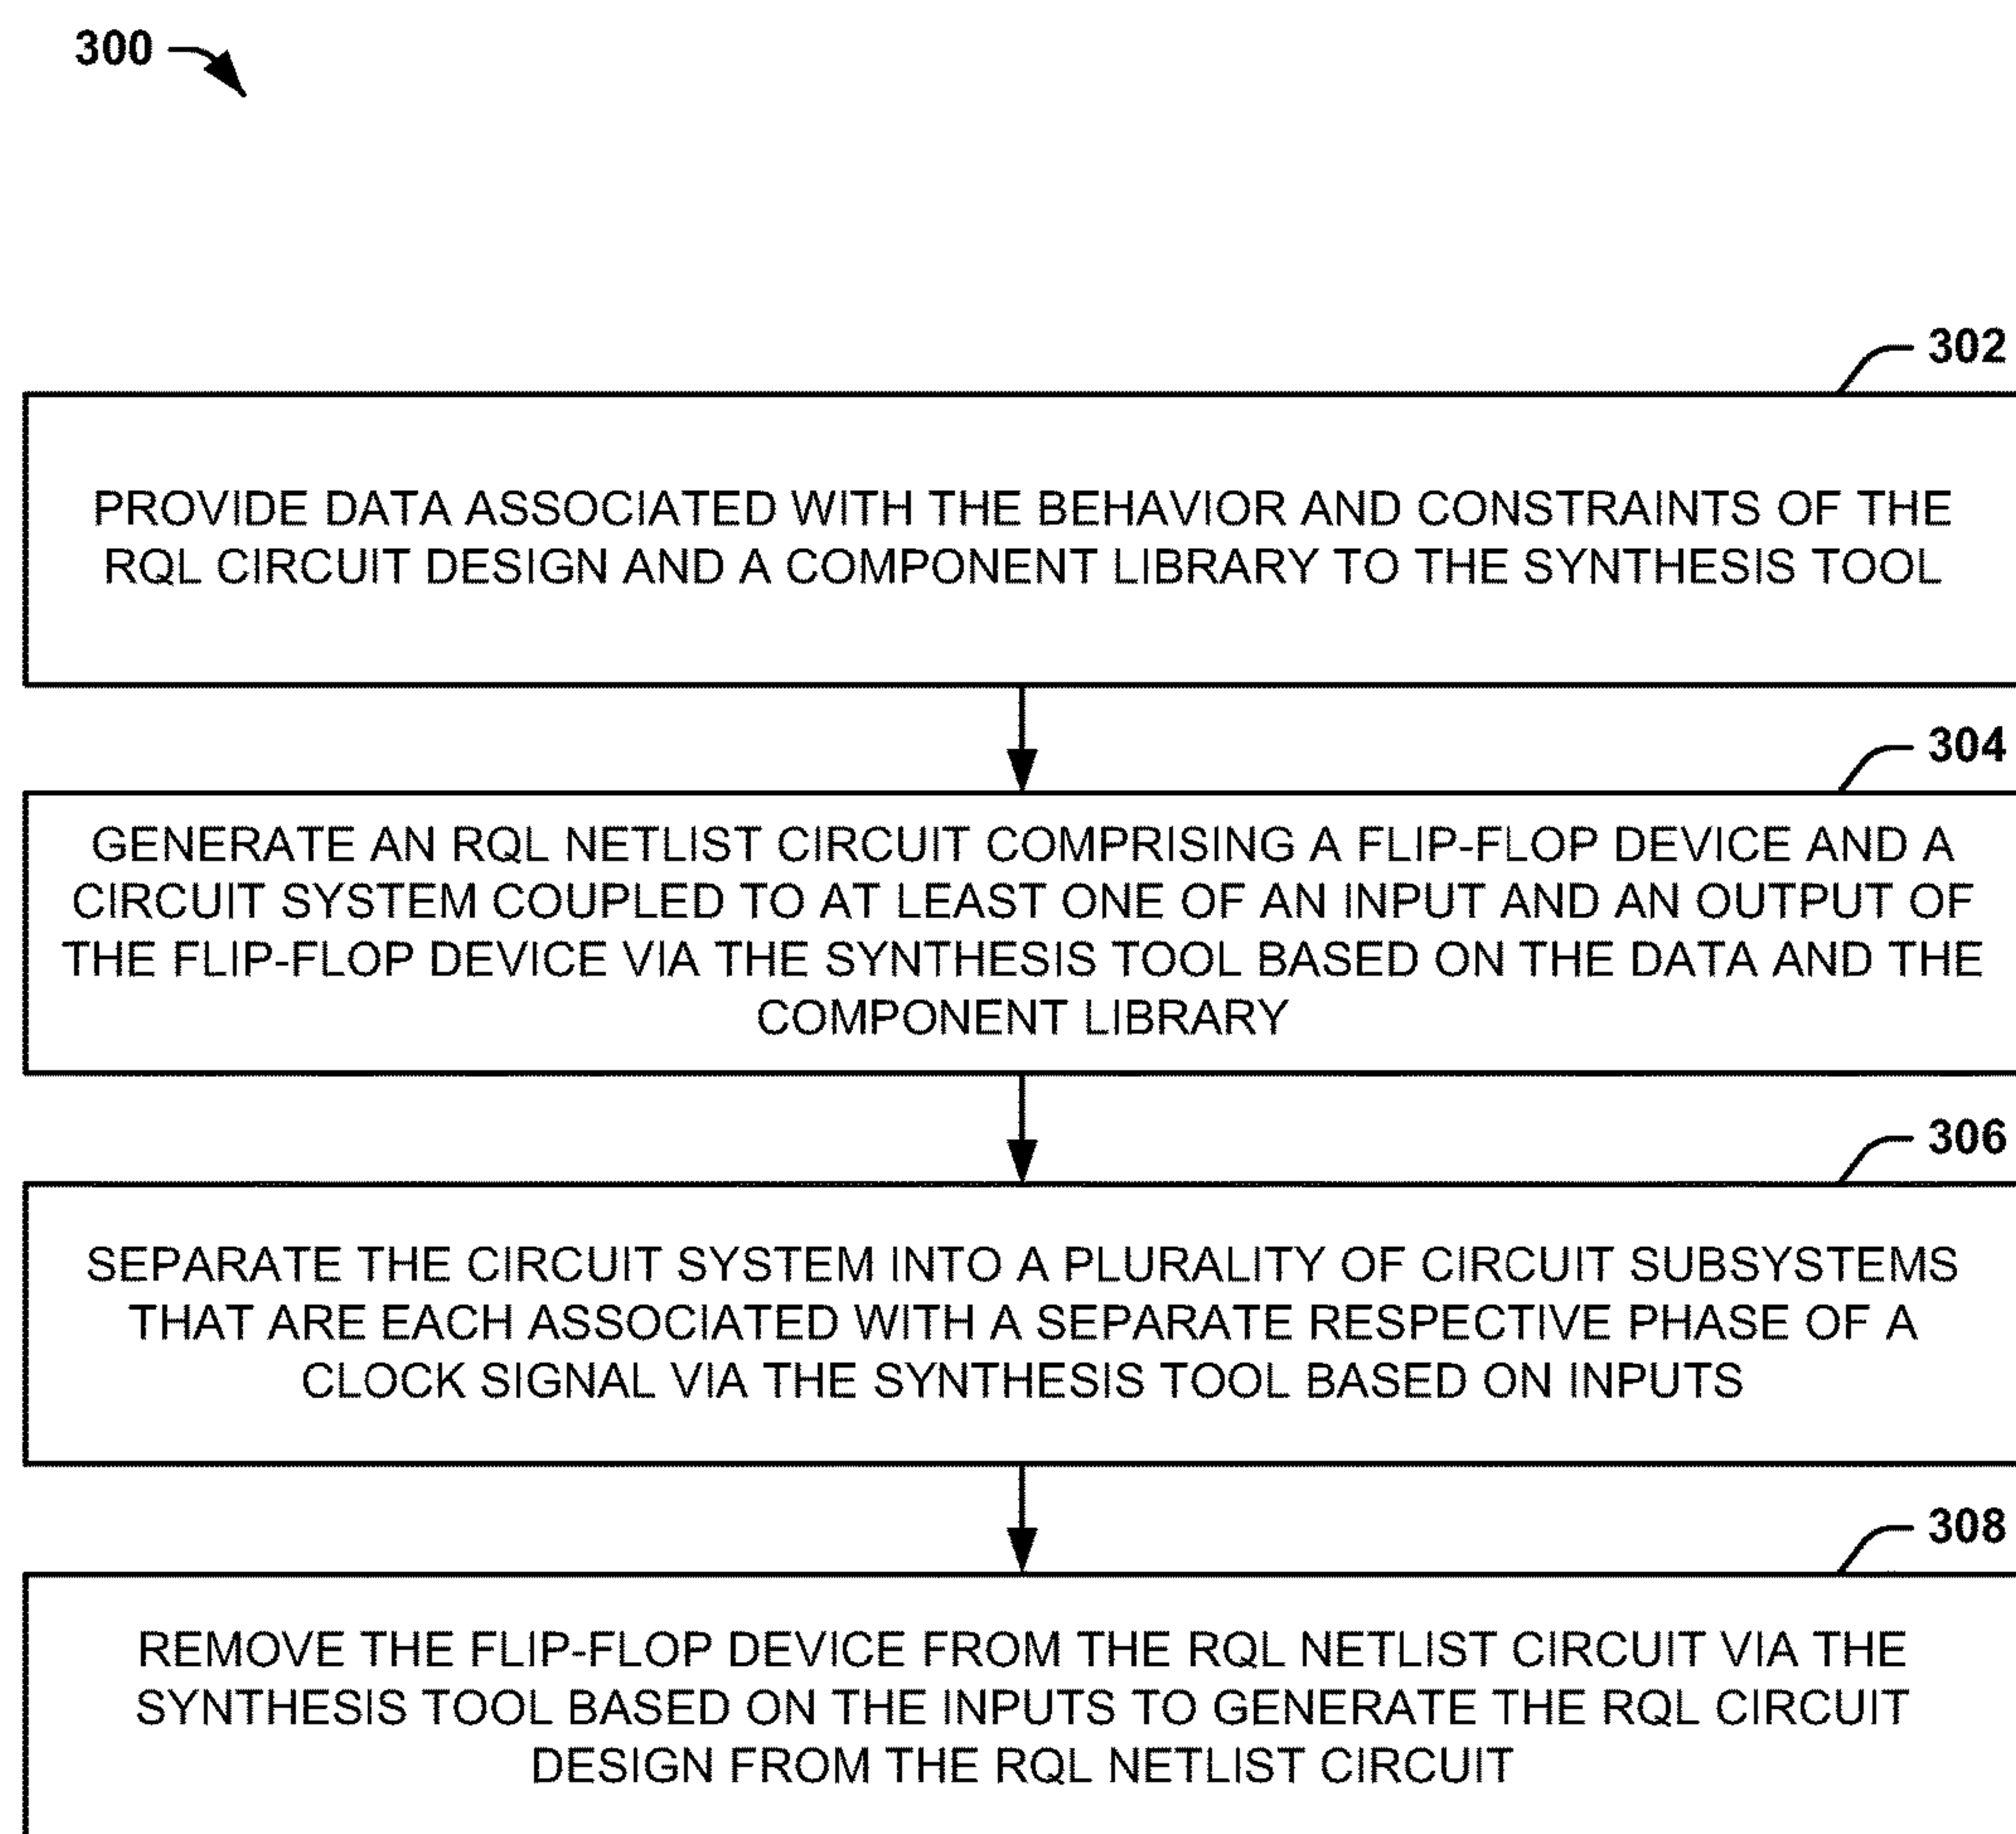 300
302
PROVIDE DATA ASSOCIATED WITH THE BEHAVIOR AND CONSTRAINTS OF THE
RQL CIRCUIT DESIGN AND A COMPONENT LIBRARY TO THE SYNTHESIS TOOL
304
GENERATE AN RQL NETLIST CIRCUIT COMPRISING A FLIP-FLOP DEVICE AND A
CIRCUIT SYSTEM COUPLED TO AT LEAST ONE OF AN INPUT AND AN OUTPUT OF
THE FLIP-FLOP DEVICE VIA THE SYNTHESIS TOOL BASED ON THE DATA AND THE
COMPONENT LIBRARY
306
SEPARATE THE CIRCUIT SYSTEM INTO A PLURALITY OF CIRCUIT SUBSYSTEMS
THAT ARE EACH ASSOCIATED WITH A SEPARATE RESPECTIVE PHASE OF A
CLOCK SIGNAL VIA THE SYNTHESIS TOOL BASED ON INPUTS
308
REMOVE THE FLIP-FLOP DEVICE FROM THE RQL NETLIST CIRCUIT VIA THE
SYNTHESIS TOOL BASED ON THE INPUTS TO GENERATE THE RQL CIRCUIT
DESIGN FROM THE RQL NETLIST CIRCUIT